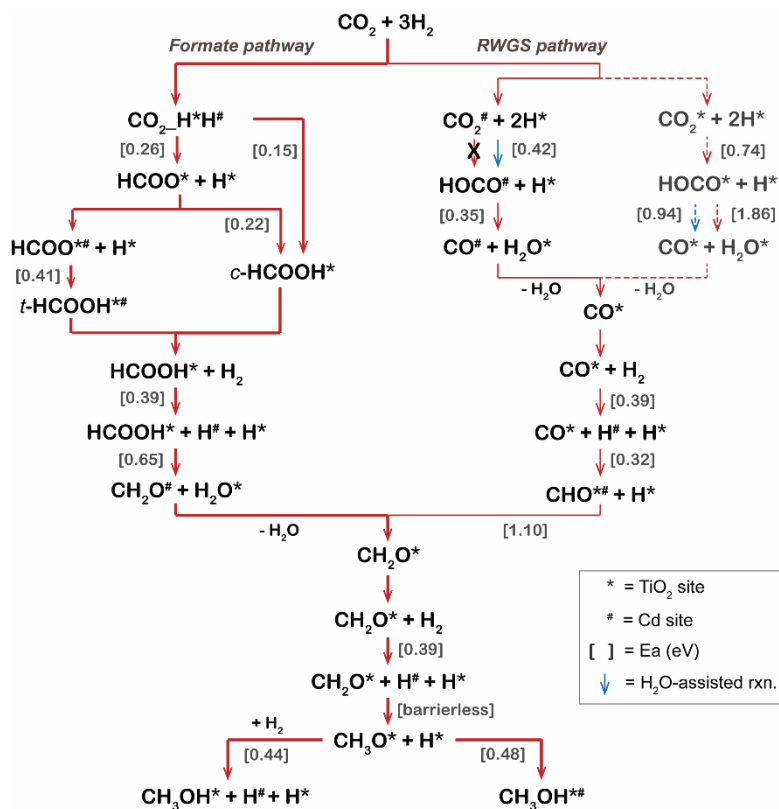 CO₂ + 3H₂
Formate pathway
RWGS pathway
CO₂_H*H# 
CO₂# + 2H*
CO₂* + 2H*
[0.26]
[0.15]
X
[0.42]
[0.74]
HCOO* + H*
HOCO# + H*
HOCO* + H*
[0.22]
[0.35]
[0.94]
[1.86]
HCOO*# + H*
CO# + H₂O*
CO* + H₂O*
[0.41]
c-HCOOH*
- H₂O
- H₂O
t-HCOOH*#
CO*
HCOOH* + H₂
CO* + H₂
[0.39]
[0.39]
HCOOH* + H# + H*
CO* + H# + H*
[0.65]
[0.32]
CH₂O# + H₂O*
CHO*# + H*
- H₂O
[1.10]
CH₂O*
CH₂O* + H₂
[0.39]
CH₂O* + H# + H*
[barrierless]
+ H₂
CH₃O* + H*
[0.44]
[0.48]
CH₃OH* + H# + H*
CH₃OH*#
* = TiO₂ site
# = Cd site
[ ] = Ea (eV)
= H₂O-assisted rxn.